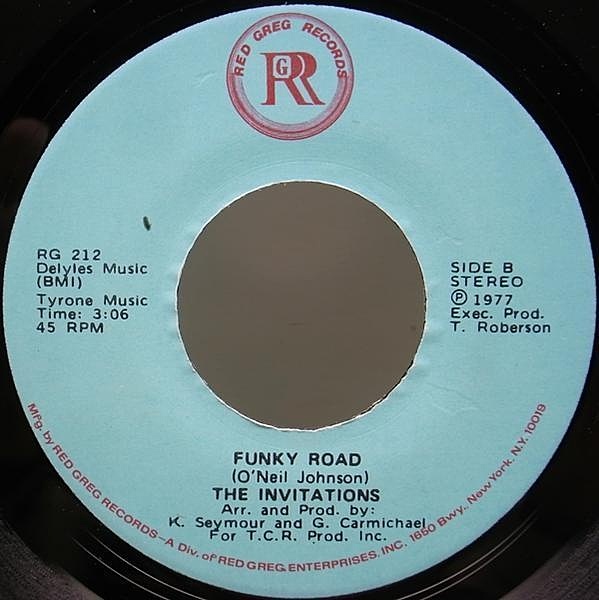 RED GREG RECORDS
RGR
RG 212
Delyles Music
(BMI)
Tyrone Music
Time: 3:06
45 RPM
SIDE B
STEREO
℗ 1977
Exec. Prod.
T. Roberson
FUNKY ROAD
(O'Neil Johnson)
THE INVITATIONS
Arr. and Prod. by:
K. Seymour and G. Carmichael
For T.C.R. Prod. Inc.
Mfg. by RED GREG RECORDS-A Div. of RED GREG ENTERPRISES, INC. 1650 Bwy., New York, N.Y. 10019